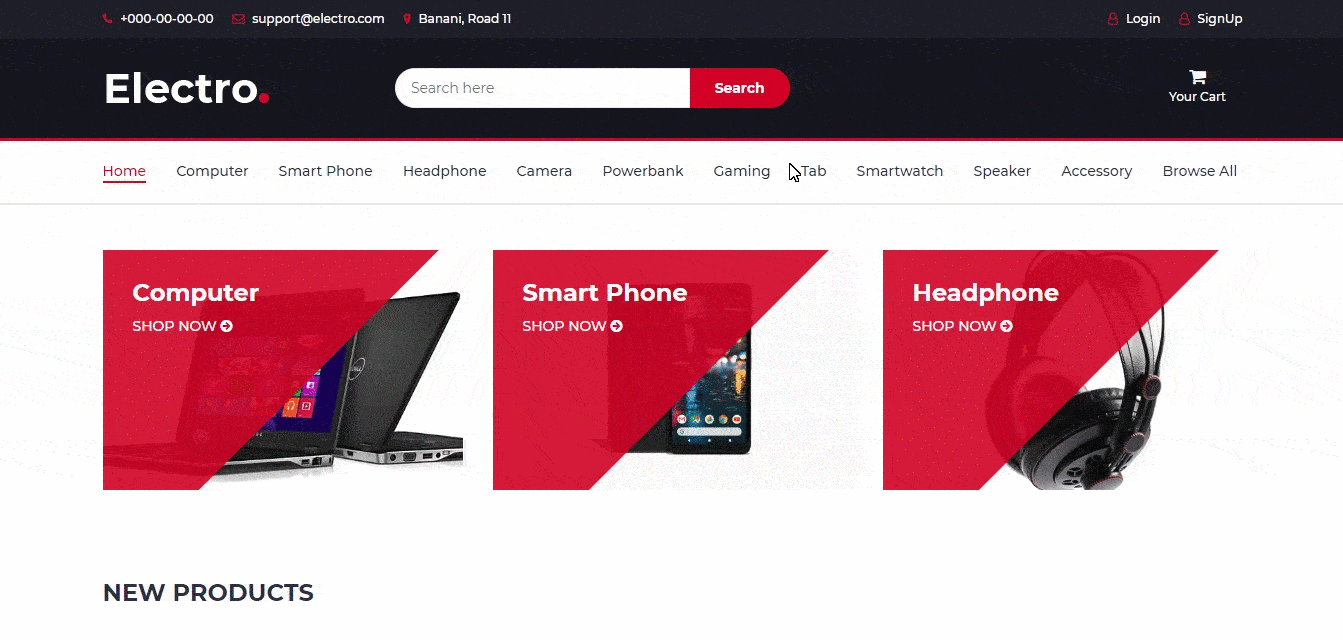 +000-00-00-00 support@electro.com Banani, Road 11 Login SignUp
Electro. Search here Search Your Cart
Home Computer Smart Phone Headphone Camera Powerbank Gaming Tab Smartwatch Speaker Accessory Browse All
Computer
SHOP NOW
Smart Phone
SHOP NOW
Headphone
SHOP NOW
NEW PRODUCTS